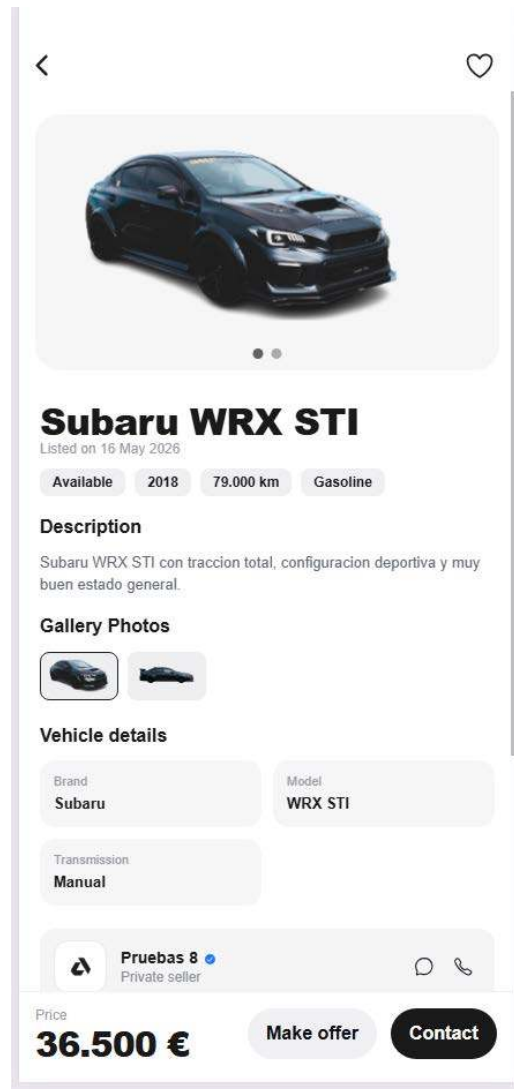 Subaru WRX STI
Listed on 16 May 2026
Available 2018 79.000 km Gasoline
Description
Subaru WRX STI con traccion total, configuracion deportiva y muy
buen estado general.
Gallery Photos
Vehicle details
Brand
Subaru
Model
WRX STI
Transmission
Manual
Pruebas 8
Private seller
Price
36.500 €
Make offer
Contact